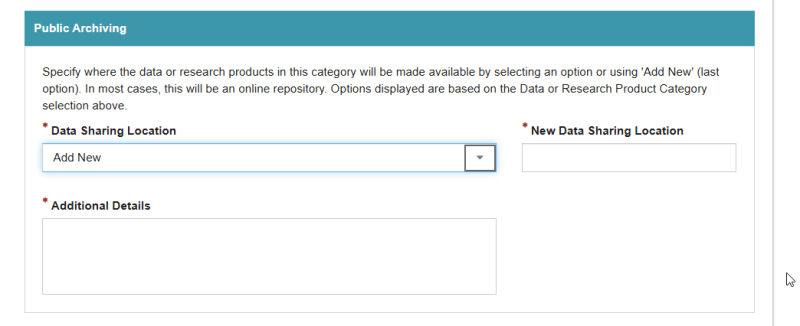 Public Archiving
Specify where the data or research products in this category will be made available by selecting an option or using 'Add New' (last
option). In most cases, this will be an online repository. Options displayed are based on the Data or Research Product Category
selection above.
* Data Sharing Location
* New Data Sharing Location
Add New
* Additional Details